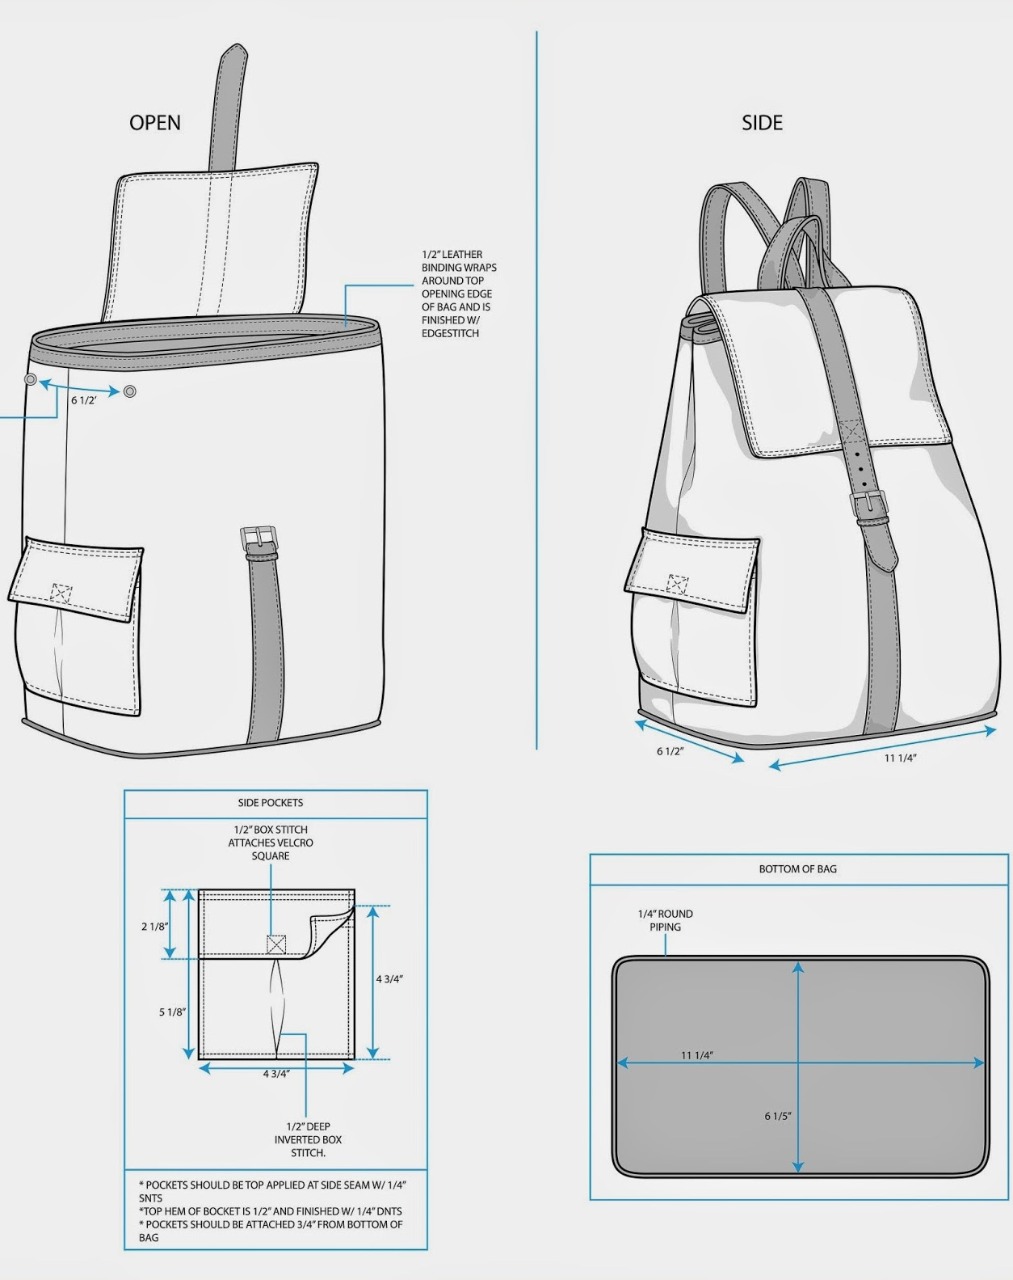 OPEN
1/2" LEATHER
BINDING WRAPS
AROUND TOP
OPENING EDGE
OF BAG AND IS
FINISHED W/
EDGESTITCH
6 1/2'
SIDE
6 1/2"
11 1/4"
SIDE POCKETS
1/2" BOX STITCH
ATTACHES VELCRO
SQUARE
2 1/8"
5 1/8"
4 3/4"
4 3/4"
1/2" DEEP
INVERTED BOX
STITCH.
* POCKETS SHOULD BE TOP APPLIED AT SIDE SEAM W/ 1/4"
SNTS
*TOP HEM OF BOCKET IS 1/2" AND FINISHED W/ 1/4" DNTS
* POCKETS SHOULD BE ATTACHED 3/4" FROM BOTTOM OF
BAG
BOTTOM OF BAG
1/4" ROUND
PIPING
11 1/4"
6 1/5"